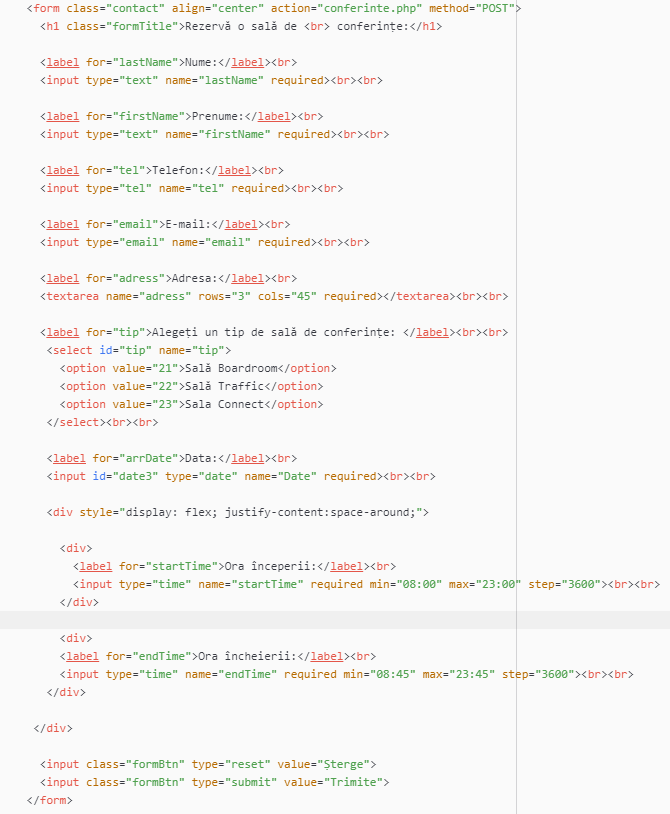 <form class="contact" align="center" action="conferinte.php" method="POST">
<h1 class="formTitle">Rezervă o sală de <br> conferințe:</h1>
<label for="lastName">Nume:</label><br>
<input type="text" name="lastName" required><br><br>
<label for="firstName">Prenume:</label><br>
<input type="text" name="firstName" required><br><br>
<label for="tel">Telefon:</label><br>
<input type="tel" name="tel" required><br><br>
<label for="email">E-mail:</label><br>
<input type="email" name="email" required><br><br>
<label for="adress">Adresa:</label><br>
<textarea name="adress" rows="3" cols="45" required></textarea><br><br>
<label for="tip">Alegeți un tip de sală de conferințe: </label><br><br>
<select id="tip" name="tip">
<option value="21">Sală Boardroom</option>
<option value="22">Sală Traffic</option>
<option value="23">Sala Connect</option>
</select><br><br>
<label for="arrDate">Data:</label><br>
<input id="date3" type="date" name="Date" required><br><br>
<div style="display: flex; justify-content:space-around;">
<div>
<label for="startTime">Ora începerii:</label><br>
<input type="time" name="startTime" required min="08:00" max="23:00" step="3600"><br><br>
</div>
<div>
<label for="endTime">Ora încheierii:</label><br>
<input type="time" name="endTime" required min="08:45" max="23:45" step="3600"><br><br>
</div>
</div>
<input class="formBtn" type="reset" value="Șterge">
<input class="formBtn" type="submit" value="Trimite">
</form>